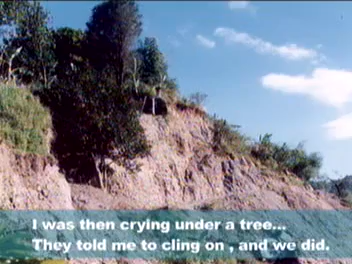 I was then crying under a tree...
They told me to cling on , and we did.